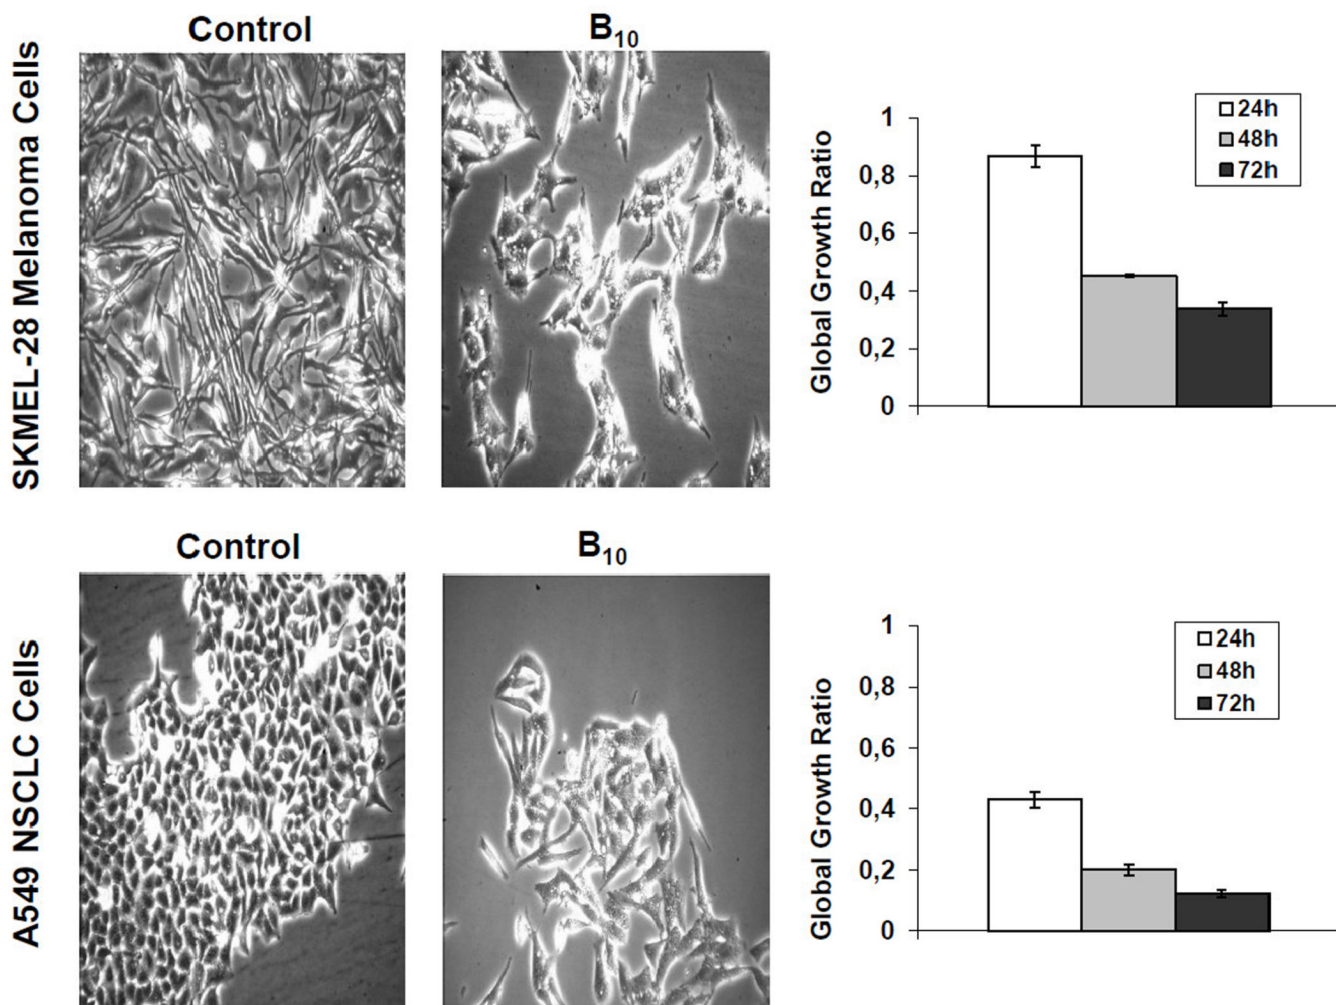 Control
B10
SKMEL-28 Melanoma Cells
Global Growth Ratio
1
0,8
0,6
0,4
0,2
0
24h
48h
72h
Control
B10
A549 NSCLC Cells
Global Growth Ratio
1
0,8
0,6
0,4
0,2
0
24h
48h
72h